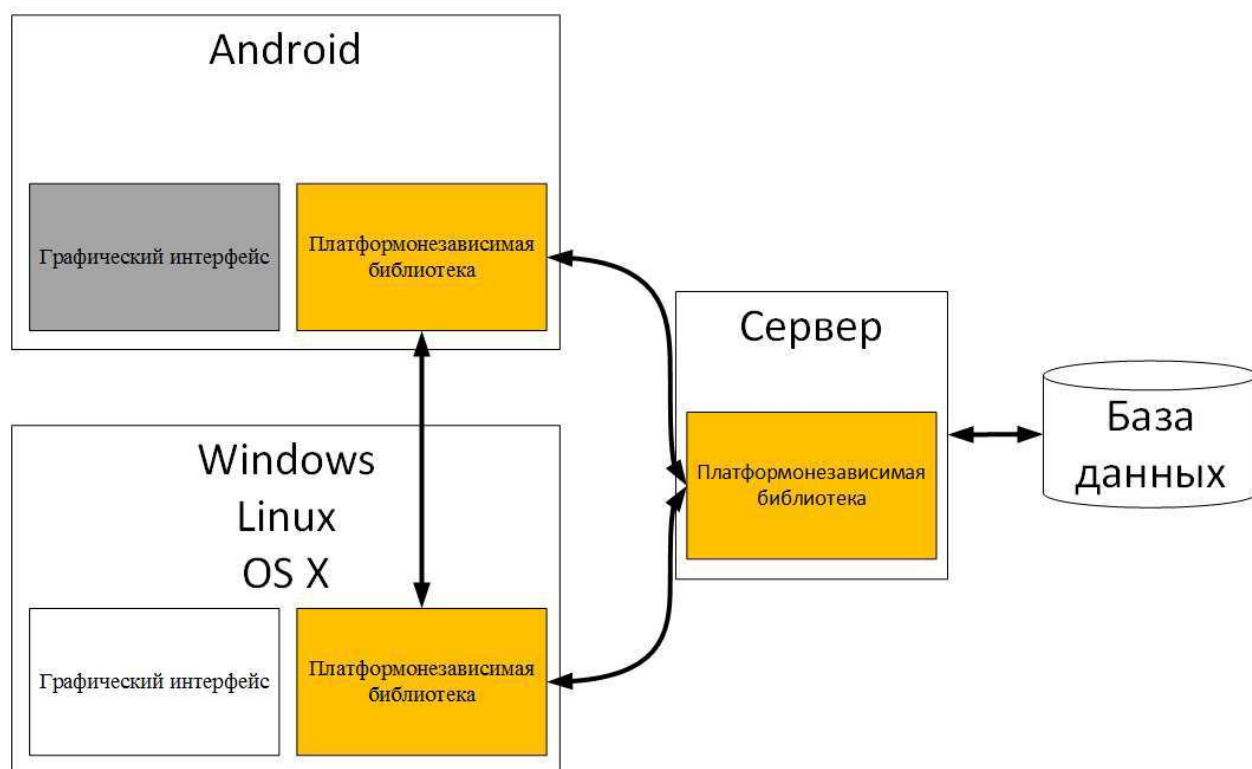 Android
Графический интерфейс
Платформонезависимая
библиотека
Сервер
Платформонезависимая
библиотека
База
данных
Windows
Linux
OS X
Графический интерфейс
Платформонезависимая
библиотека